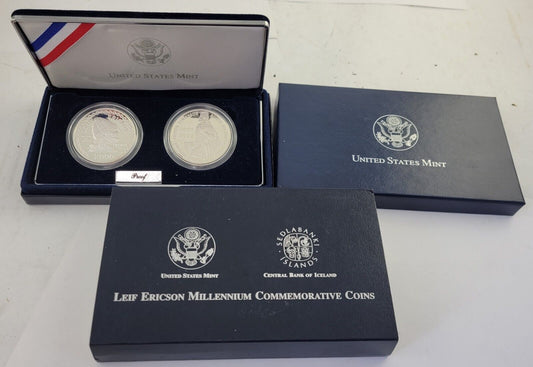 UNITED STATES MINT
2000
Proof
UNITED STATES MINT
SEÐLABANKI
ÍSLANDS
UNITED STATES MINT
CENTRAL BANK OF ICELAND
LEIF ERICSON MILLENNIUM COMMEMORATIVE COINS